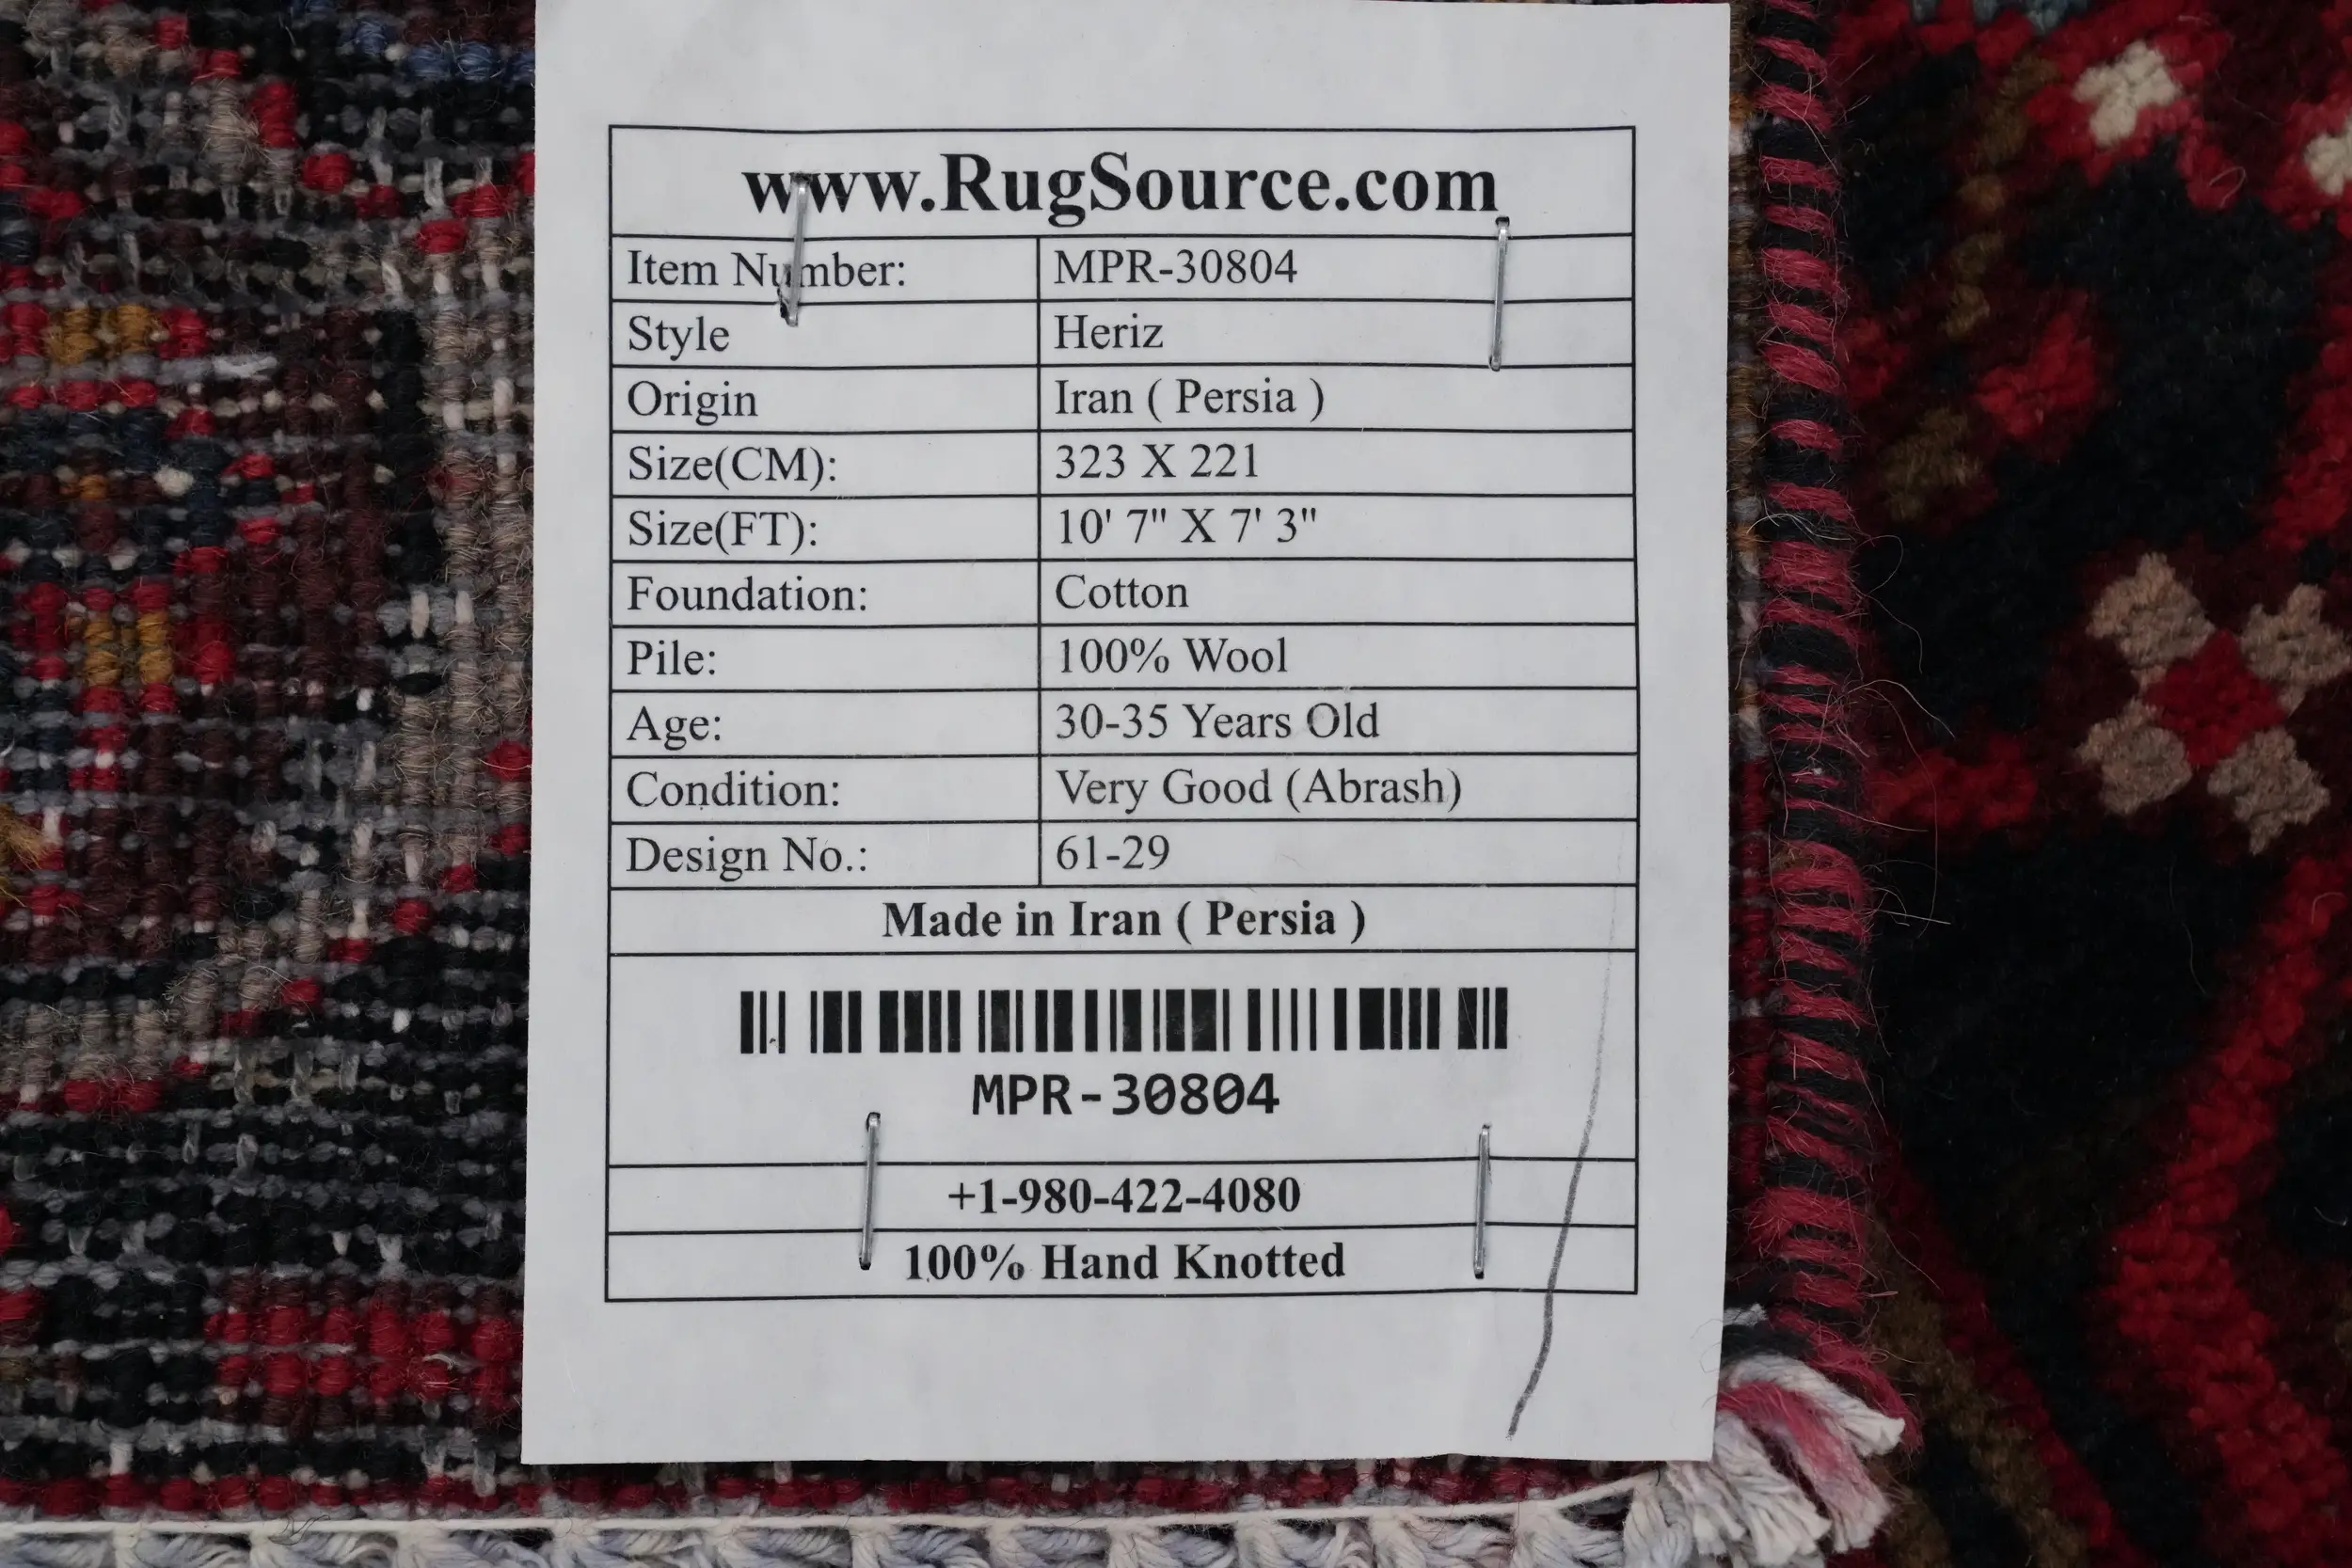 www.RugSource.com
Item Number: MPR-30804
Style Heriz
Origin Iran ( Persia )
Size(CM): 323 X 221
Size(FT): 10' 7" X 7' 3"
Foundation: Cotton
Pile: 100% Wool
Age: 30-35 Years Old
Condition: Very Good (Abrash)
Design No.: 61-29
Made in Iran ( Persia )
MPR-30804
+1-980-422-4080
100% Hand Knotted